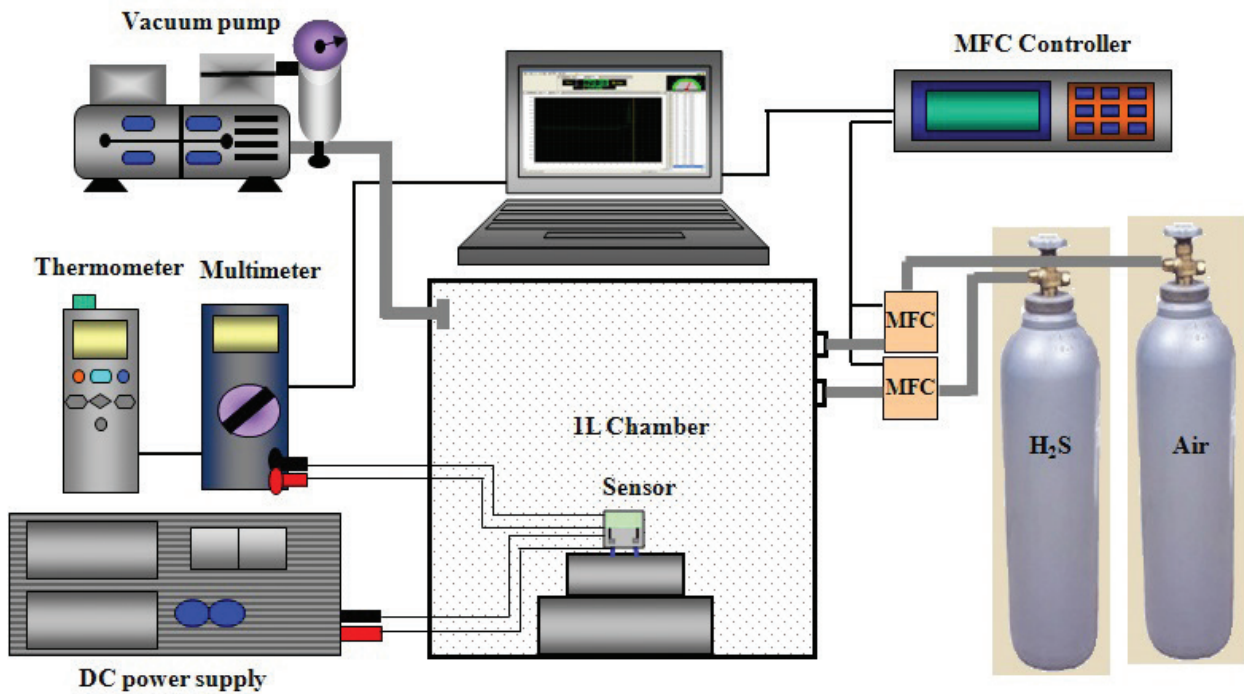 Vacuum pump
MFC Controller
Thermometer
Multimeter
MFC
MFC
1L Chamber
H₂S
Air
Sensor
DC power supply